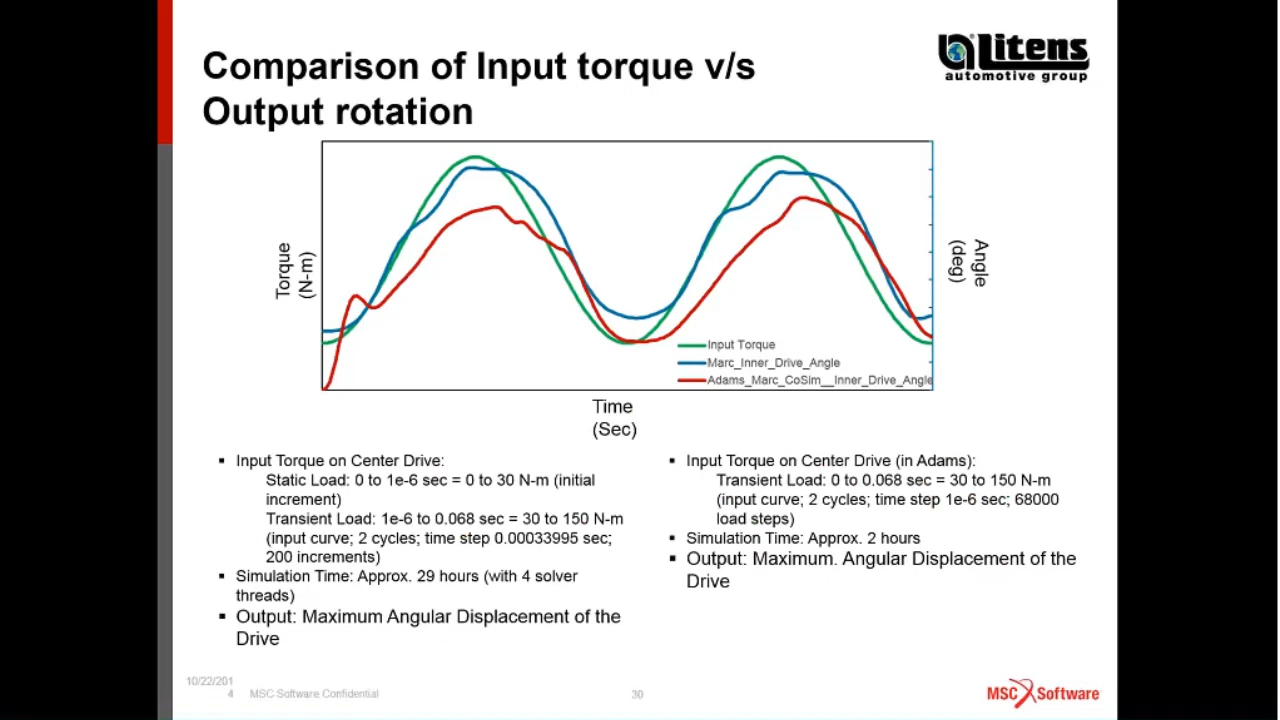 Comparison of Input torque v/s
Output rotation
Litens
automotive group
Torque
(N-m)
Angle
(deg)
Input Torque
Marc_Inner_Drive_Angle
Adams_Marc_CoSim__Inner_Drive_Angle
Time
(Sec)
▪ Input Torque on Center Drive:
Static Load: 0 to 1e-6 sec = 0 to 30 N-m (initial
increment)
Transient Load: 1e-6 to 0.068 sec = 30 to 150 N-m
(input curve; 2 cycles; time step 0.00033995 sec;
200 increments)
▪ Simulation Time: Approx. 29 hours (with 4 solver
threads)
▪ Output: Maximum Angular Displacement of the
Drive
▪ Input Torque on Center Drive (in Adams):
Transient Load: 0 to 0.068 sec = 30 to 150 N-m
(input curve; 2 cycles; time step 1e-6 sec; 68000
load steps)
▪ Simulation Time: Approx. 2 hours
▪ Output: Maximum. Angular Displacement of the
Drive
10/22/201
4
MSC Software Confidential
30
MSC Software